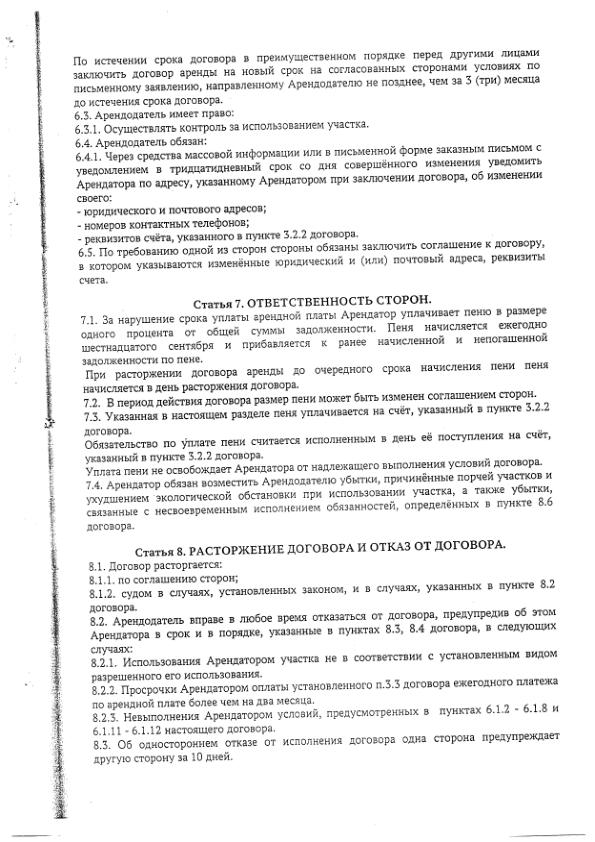 По истечении срока договора в преимущественном порядке перед другими лицами
заключить договор аренды на новый срок на согласованных сторонами условиях по
письменному заявлению, направленному Арендодателю не позднее, чем за 3 (три) месяца
до истечения срока договора.
6.3. Арендодатель имеет право:
6.3.1. Осуществлять контроль за использованием участка.
6.4. Арендодатель обязан:
6.4.1. Через средства массовой информации или в письменной форме заказным письмом с
уведомлением в тридцатидневный срок со дня совершённого изменения уведомить
Арендатора по адресу, указанному Арендатором при заключении договора, об изменении
своего:
- юридического и почтового адресов;
- номеров контактных телефонов;
- реквизитов счёта, указанного в пункте 3.2.2 договора.
6.5. По требованию одной из сторон стороны обязаны заключить соглашение к договору,
в котором указываются изменённые юридический и (или) почтовый адреса, реквизиты
счета.
Статья 7. ОТВЕТСТВЕННОСТЬ СТОРОН.
7.1. За нарушение срока уплаты арендной платы Арендатор уплачивает пеню в размере
одного процента от общей суммы задолженности. Пеня начисляется ежегодно
шестнадцатого сентября и прибавляется к ранее начисленной и непогашенной
задолженности по пене.
При расторжении договора аренды до очередного срока начисления пени пеня
начисляется в день расторжения договора.
7.2. В период действия договора размер пени может быть изменен соглашением сторон.
7.3. Указанная в настоящем разделе пеня уплачивается на счёт, указанный в пункте 3.2.2
договора.
Обязательство по уплате пени считается исполненным в день её поступления на счёт,
указанный в пункте 3.2.2 договора.
Уплата пени не освобождает Арендатора от надлежащего выполнения условий договора.
7.4. Арендатор обязан возместить Арендодателю убытки, причинённые порчей участков и
ухудшением экологической обстановки при использовании участка, а также убытки,
связанные с несвоевременным исполнением обязанностей, определённых в пункте 8.6
договора.
Статья 8. РАСТОРЖЕНИЕ ДОГОВОРА И ОТКАЗ ОТ ДОГОВОРА.
8.1. Договор расторгается:
8.1.1. по соглашению сторон;
8.1.2. судом в случаях, установленных законом, и в случаях, указанных в пункте 8.2
договора.
8.2. Арендодатель вправе в любое время отказаться от договора, предупредив об этом
Арендатора в срок и в порядке, указанные в пунктах 8.3, 8.4 договора, в следующих
случаях:
8.2.1. Использования Арендатором участка не в соответствии с установленным видом
разрешенного его использования.
8.2.2. Просрочки Арендатором оплаты установленного п.3.3 договора ежегодного платежа
по арендной плате более чем на два месяца.
8.2.3. Невыполнения Арендатором условий, предусмотренных в пунктах 6.1.2 - 6.1.8 и
6.1.11 - 6.1.12 настоящего договора.
8.3. Об одностороннем отказе от исполнения договора одна сторона предупреждает
другую сторону за 10 дней.